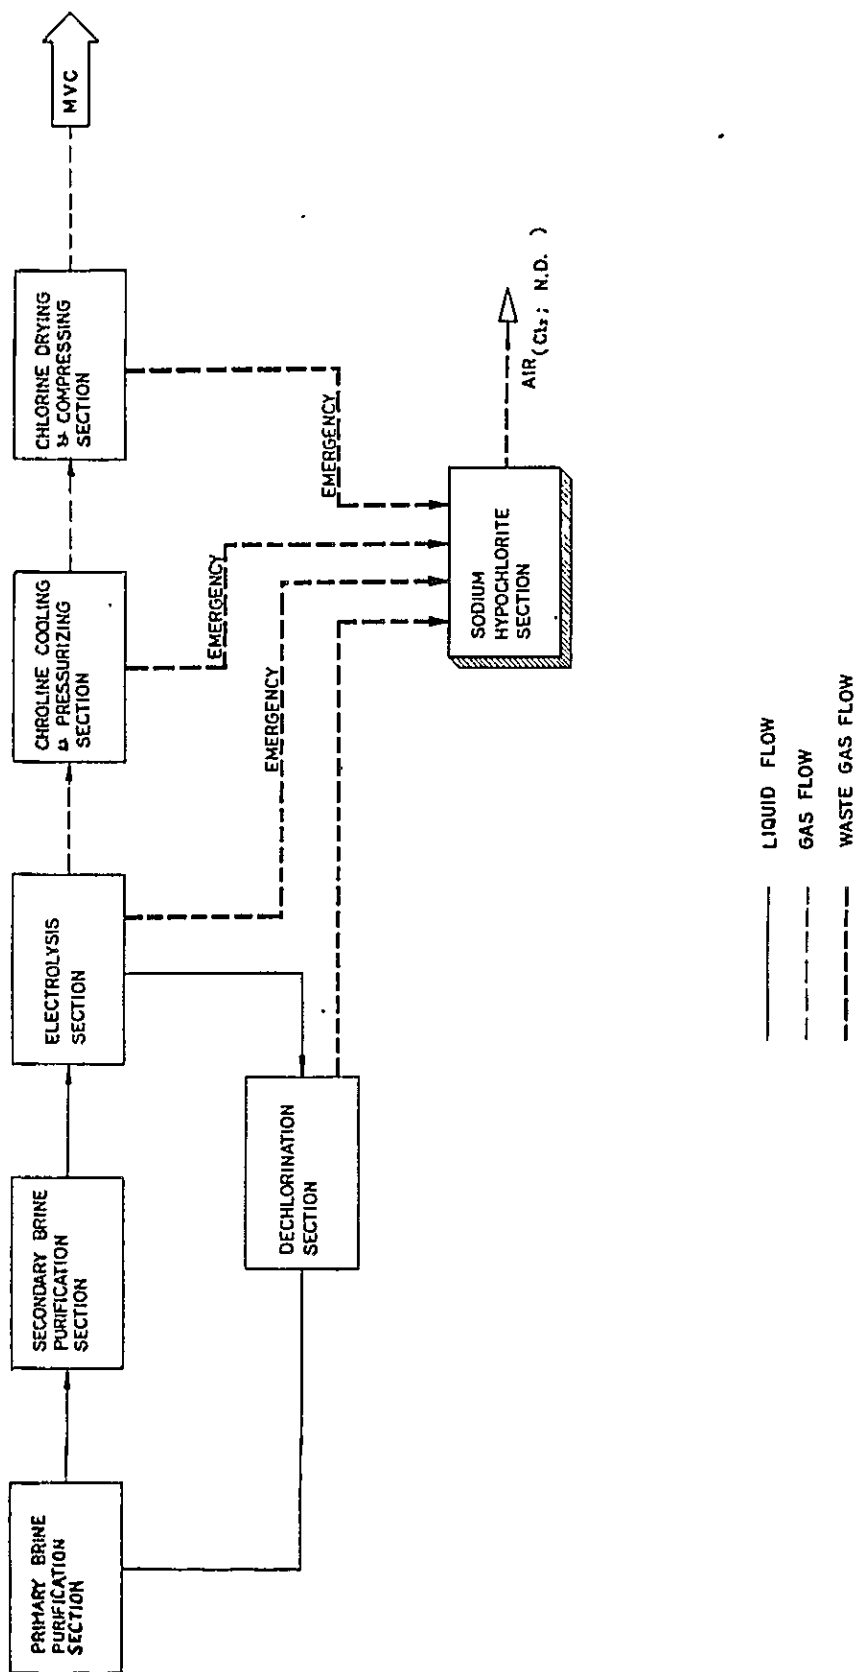 PRIMARY BRINE
PURIFICATION
SECTION
SECONDARY BRINE
PURIFICATION
SECTION
ELECTROLYSIS
SECTION
CHROLINE COOLING
& PRESSURIZING
SECTION
CHLORINE DRYING
& COMPRESSING
SECTION
MVC
DECHLORINATION
SECTION
EMERGENCY
EMERGENCY
EMERGENCY
SODIUM
HYPOCHLORITE
SECTION
AIR (Cl₂; N.D. )
LIQUID FLOW
GAS FLOW
WASTE GAS FLOW